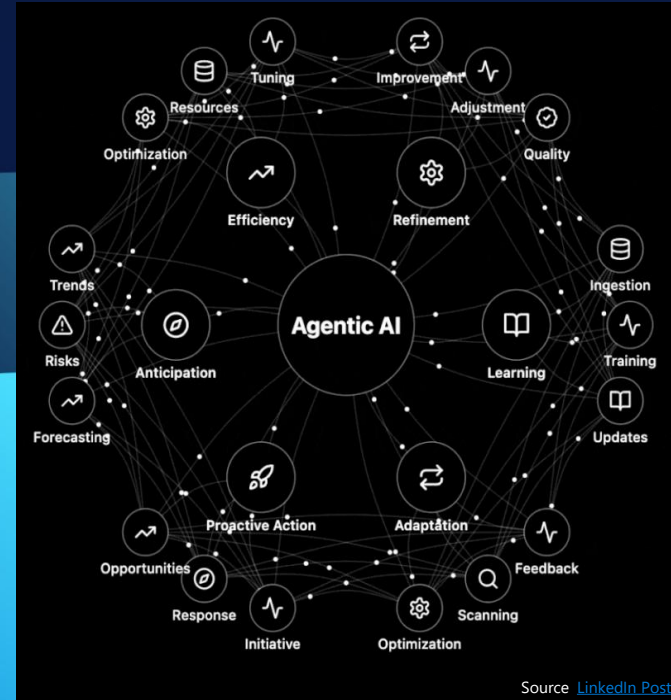 Tuning
Improvement
Resources
Adjustment
Optimization
Quality
Efficiency
Refinement
Trends
Ingestion
Agentic AI
Risks
Training
Anticipation
Learning
Forecasting
Updates
Proactive Action
Adaptation
Opportunities
Feedback
Response
Scanning
Initiative
Optimization
Source LinkedIn Post